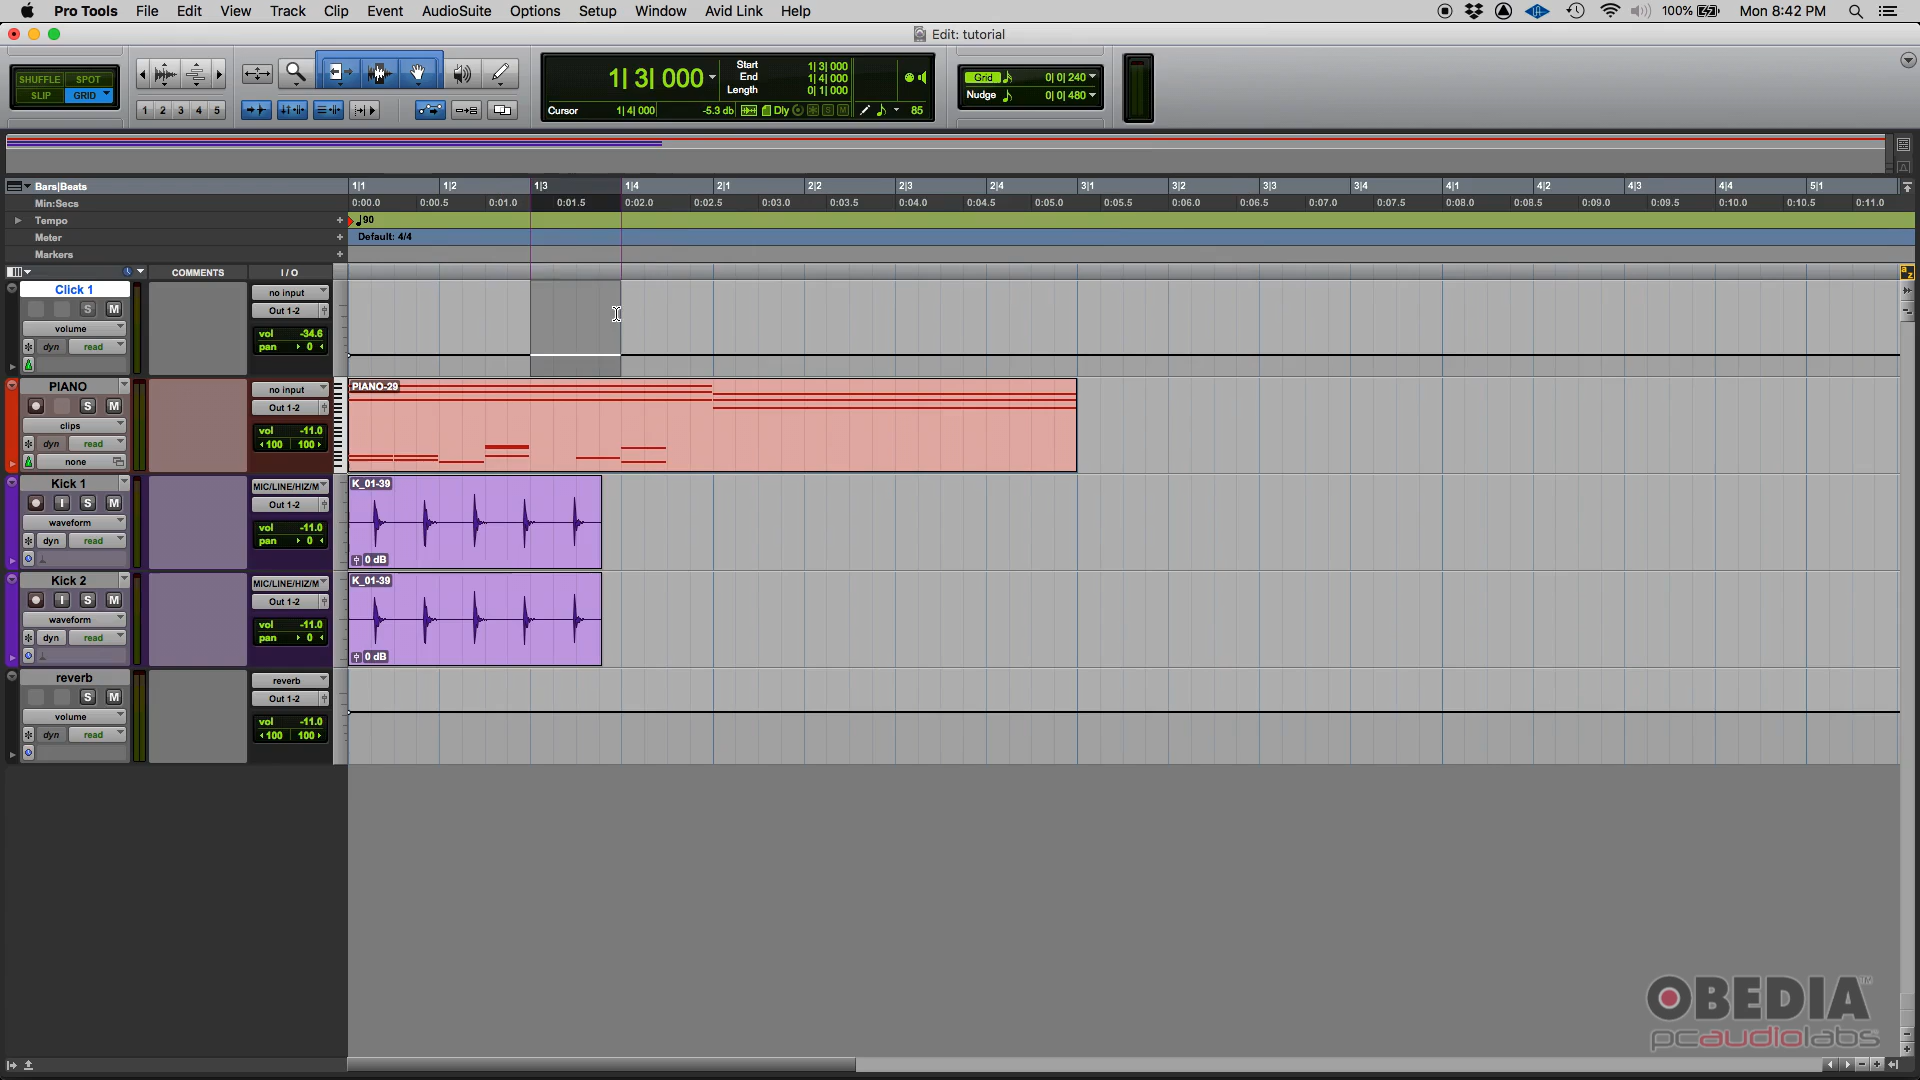 Pro Tools File Edit View Track Clip Event AudioSuite Options Setup Window Avid Link Help 100% Mon 8:42 PM
Edit: tutorial
SHUFFLE SPOT
SLIP GRID
1 2 3 4 5
1| 3| 000
Start 1| 3| 000
End 1| 4| 000
Length 0| 1| 000
Cursor 1| 4| 000 -5.3 db Dly S M 85
Grid 0| 0| 240
Nudge 0| 0| 480
Bars|Beats 1|1 1|2 1|3 1|4 2|1 2|2 2|3 2|4 3|1 3|2 3|3 3|4 4|1 4|2 4|3 4|4 5|1
Min:Secs 0:00.0 0:00.5 0:01.0 0:01.5 0:02.0 0:02.5 0:03.0 0:03.5 0:04.0 0:04.5 0:05.0 0:05.5 0:06.0 0:06.5 0:07.0 0:07.5 0:08.0 0:08.5 0:09.0 0:09.5 0:10.0 0:10.5 0:11.0
Tempo + 90
Meter + Default: 4/4
Markers +
COMMENTS I / O
a z
Click 1 no input
S M Out 1-2
volume vol -34.6
dyn read pan 0
PIANO no input PIANO-29
S M Out 1-2
clips vol -11.0
dyn read 100 100
none
Kick 1 MIC/LINE/HIZ/M K_01-39
I S M Out 1-2
waveform vol -11.0
dyn read pan 0
0 dB
Kick 2 MIC/LINE/HIZ/M K_01-39
I S M Out 1-2
waveform vol -11.0
dyn read pan 0
0 dB
reverb reverb
S M Out 1-2
volume vol -11.0
dyn read 100 100
OBEDIA™
pcaudiolabs